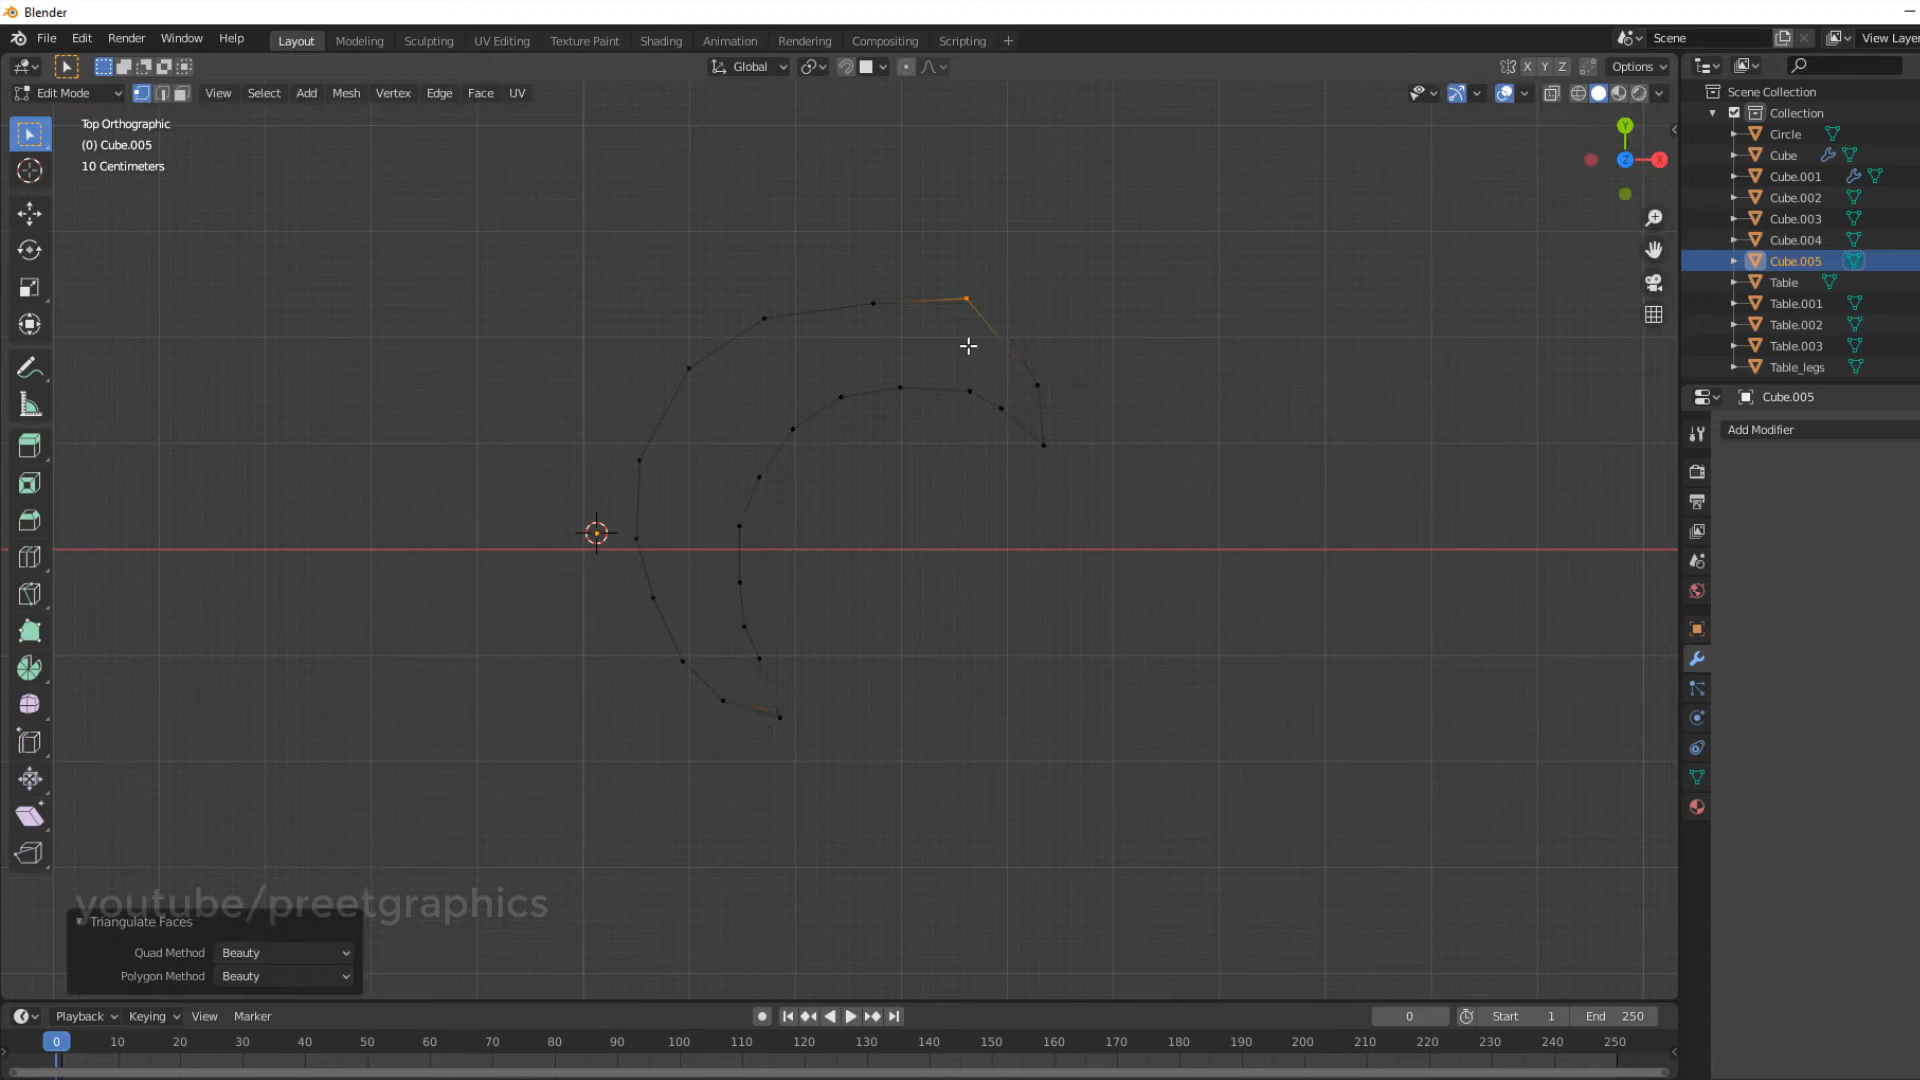 Blender
File Edit Render Window Help
Layout Modeling Sculpting UV Editing Texture Paint Shading Animation Rendering Compositing Scripting +
Scene
View Layer
Global
X Y Z Options
Edit Mode
View Select Add Mesh Vertex Edge Face UV
Top Orthographic
(0) Cube.005
10 Centimeters
Y
Z
X
Scene Collection
Collection
Circle
Cube
Cube.001
Cube.002
Cube.003
Cube.004
Cube.005
Table
Table.001
Table.002
Table.003
Table_legs
Cube.005
Add Modifier
youtube/preetgraphics
Triangulate Faces
Quad Method Beauty
Polygon Method Beauty
Playback Keying View Marker
0 Start 1 End 250
0 10 20 30 40 50 60 70 80 90 100 110 120 130 140 150 160 170 180 190 200 210 220 230 240 250